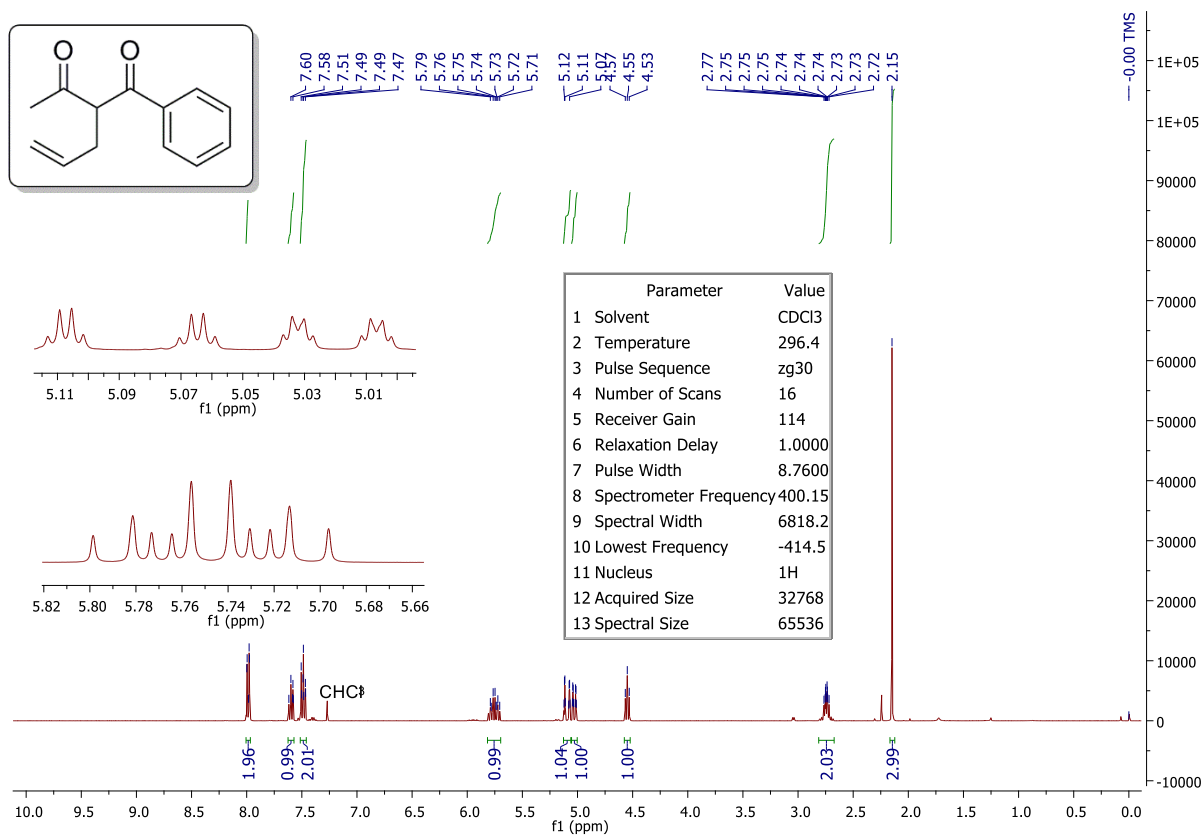 O O
7.60 7.58 7.51 7.49 7.49 7.47 5.79 5.76 5.75 5.74 5.73 5.72 5.71 5.12 5.11 5.07 4.57 4.55 4.53 2.77 2.75 2.75 2.75 2.74 2.74 2.74 2.73 2.73 2.72 2.15 -0.00 TMS
1E+05
1E+05
90000
80000
70000
60000
50000
40000
30000
20000
10000
0
-10000
5.11 5.09 5.07 5.05 5.03 5.01
f1 (ppm)
5.82 5.80 5.78 5.76 5.74 5.72 5.70 5.68 5.66
f1 (ppm)
Parameter Value
1 Solvent CDCl3
2 Temperature 296.4
3 Pulse Sequence zg30
4 Number of Scans 16
5 Receiver Gain 114
6 Relaxation Delay 1.0000
7 Pulse Width 8.7600
8 Spectrometer Frequency 400.15
9 Spectral Width 6818.2
10 Lowest Frequency -414.5
11 Nucleus 1H
12 Acquired Size 32768
13 Spectral Size 65536
CHCl3
1.96 0.99 2.01 0.99 1.04 1.00 1.00 2.03 2.99
10.0 9.5 9.0 8.5 8.0 7.5 7.0 6.5 6.0 5.5 5.0 4.5 4.0 3.5 3.0 2.5 2.0 1.5 1.0 0.5 0.0
f1 (ppm)